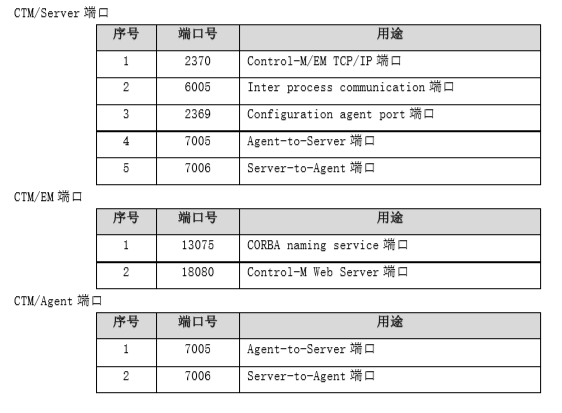 CTM/Server 端口
序号 端口号 用途
1 2370 Control-M/EM TCP/IP 端口
2 6005 Inter process communication 端口
3 2369 Configuration agent port 端口
4 7005 Agent-to-Server 端口
5 7006 Server-to-Agent 端口
CTM/EM 端口
序号 端口号 用途
1 13075 CORBA naming service 端口
2 18080 Control-M Web Server 端口
CTM/Agent 端口
序号 端口号 用途
1 7005 Agent-to-Server 端口
2 7006 Server-to-Agent 端口